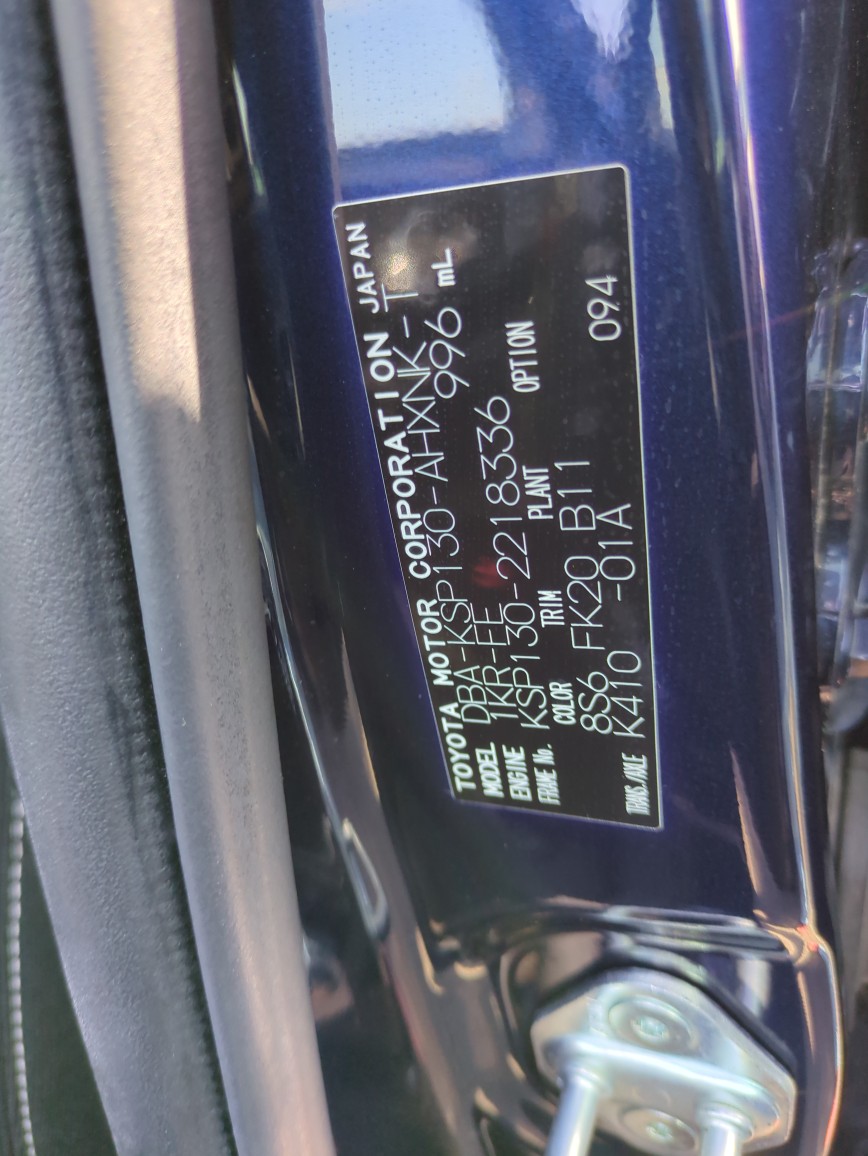 TOYOTA MOTOR CORPORATION JAPAN
MODEL DBA-KSP130-AHXNK-T
ENGINE 1KR-FE 996 mL
FRAME No. KSP130-2218336
COLOR TRIM PLANT OPTION
8S6 FK20 B11 094
TRANS./AXLE K410 -01A